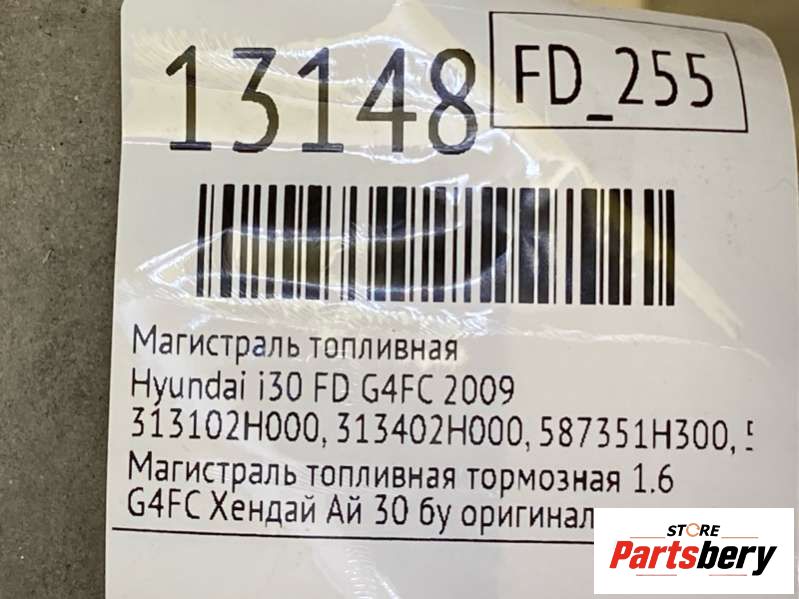 13148
FD_255
Магистраль топливная
Hyundai i30 FD G4FC 2009
313102H000, 313402H000, 587351H300,
Магистраль топливная тормозная 1.6
G4FC Хендай Ай 30 бу оригинал
STORE
Partsbery